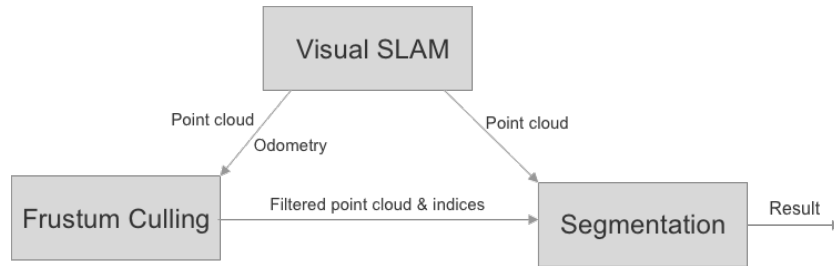 Visual SLAM
Point cloud
Odometry
Point cloud
Frustum Culling
Filtered point cloud & indices
Segmentation
Result